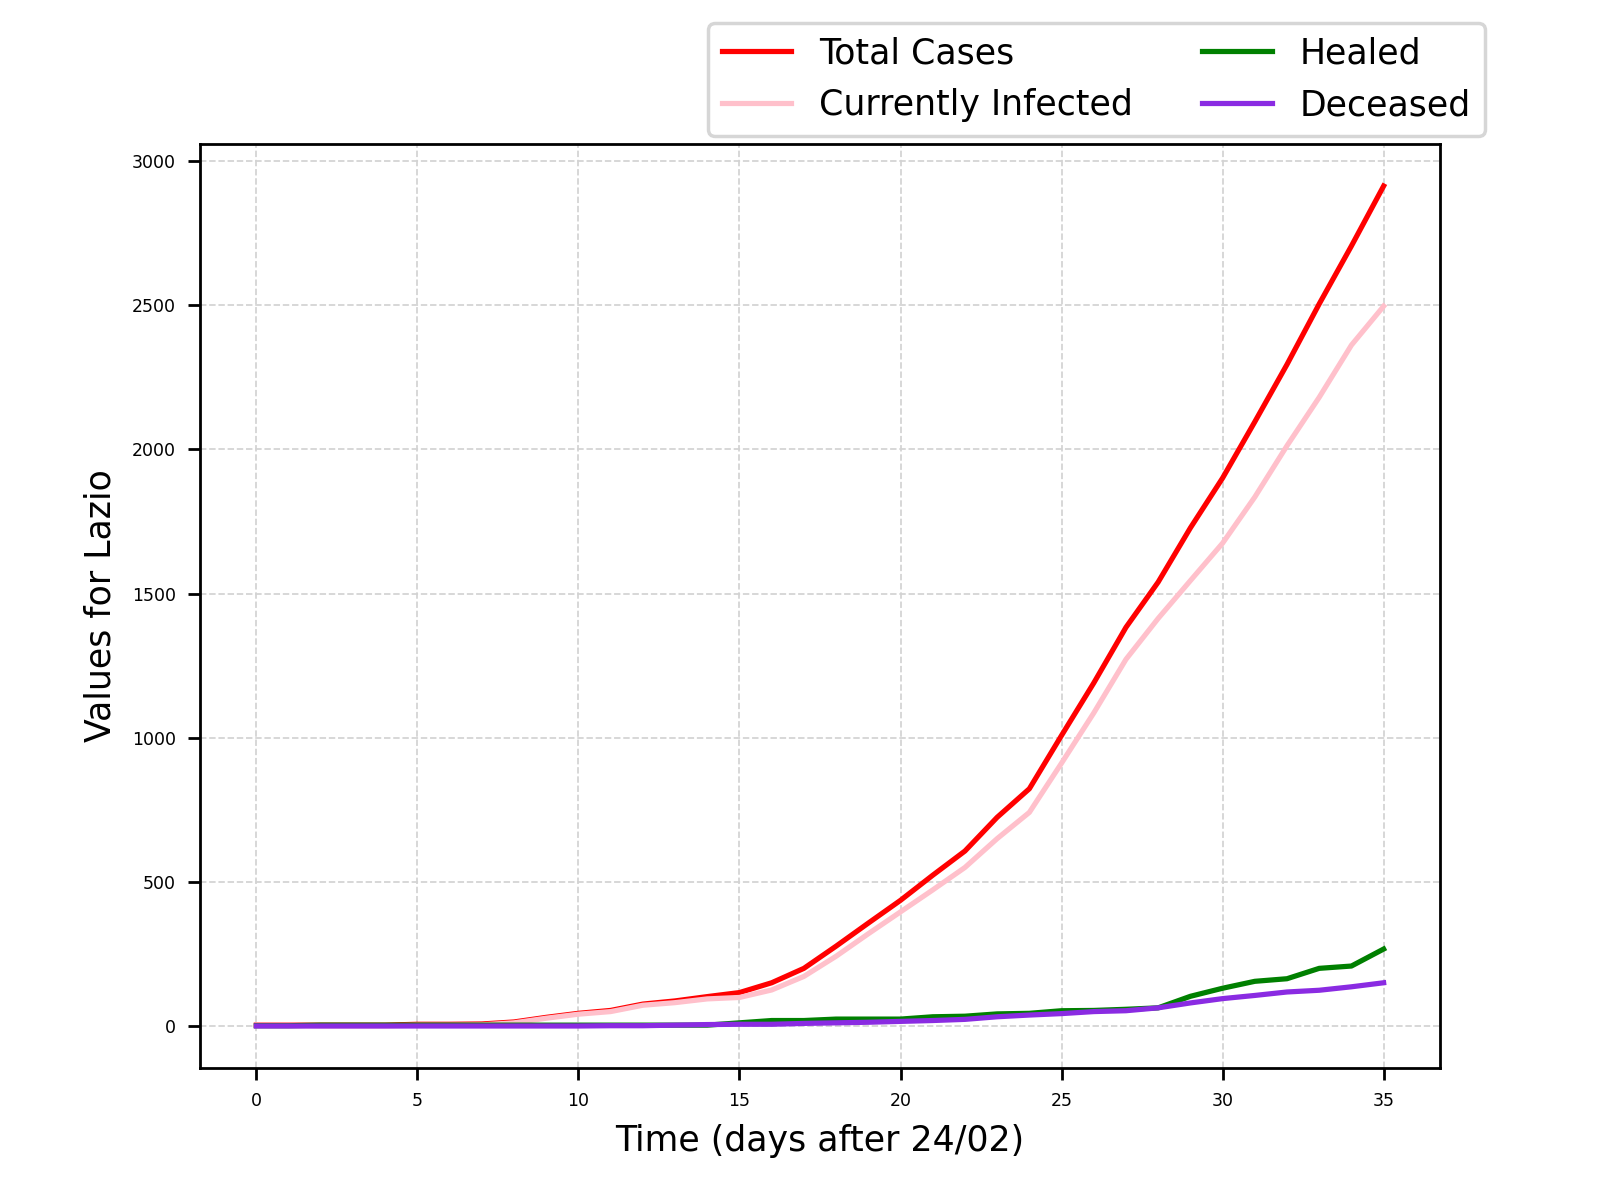 Total Cases
Currently Infected
Healed
Deceased
3000
2500
2000
1500
1000
500
0
Values for Lazio
0 5 10 15 20 25 30 35
Time (days after 24/02)